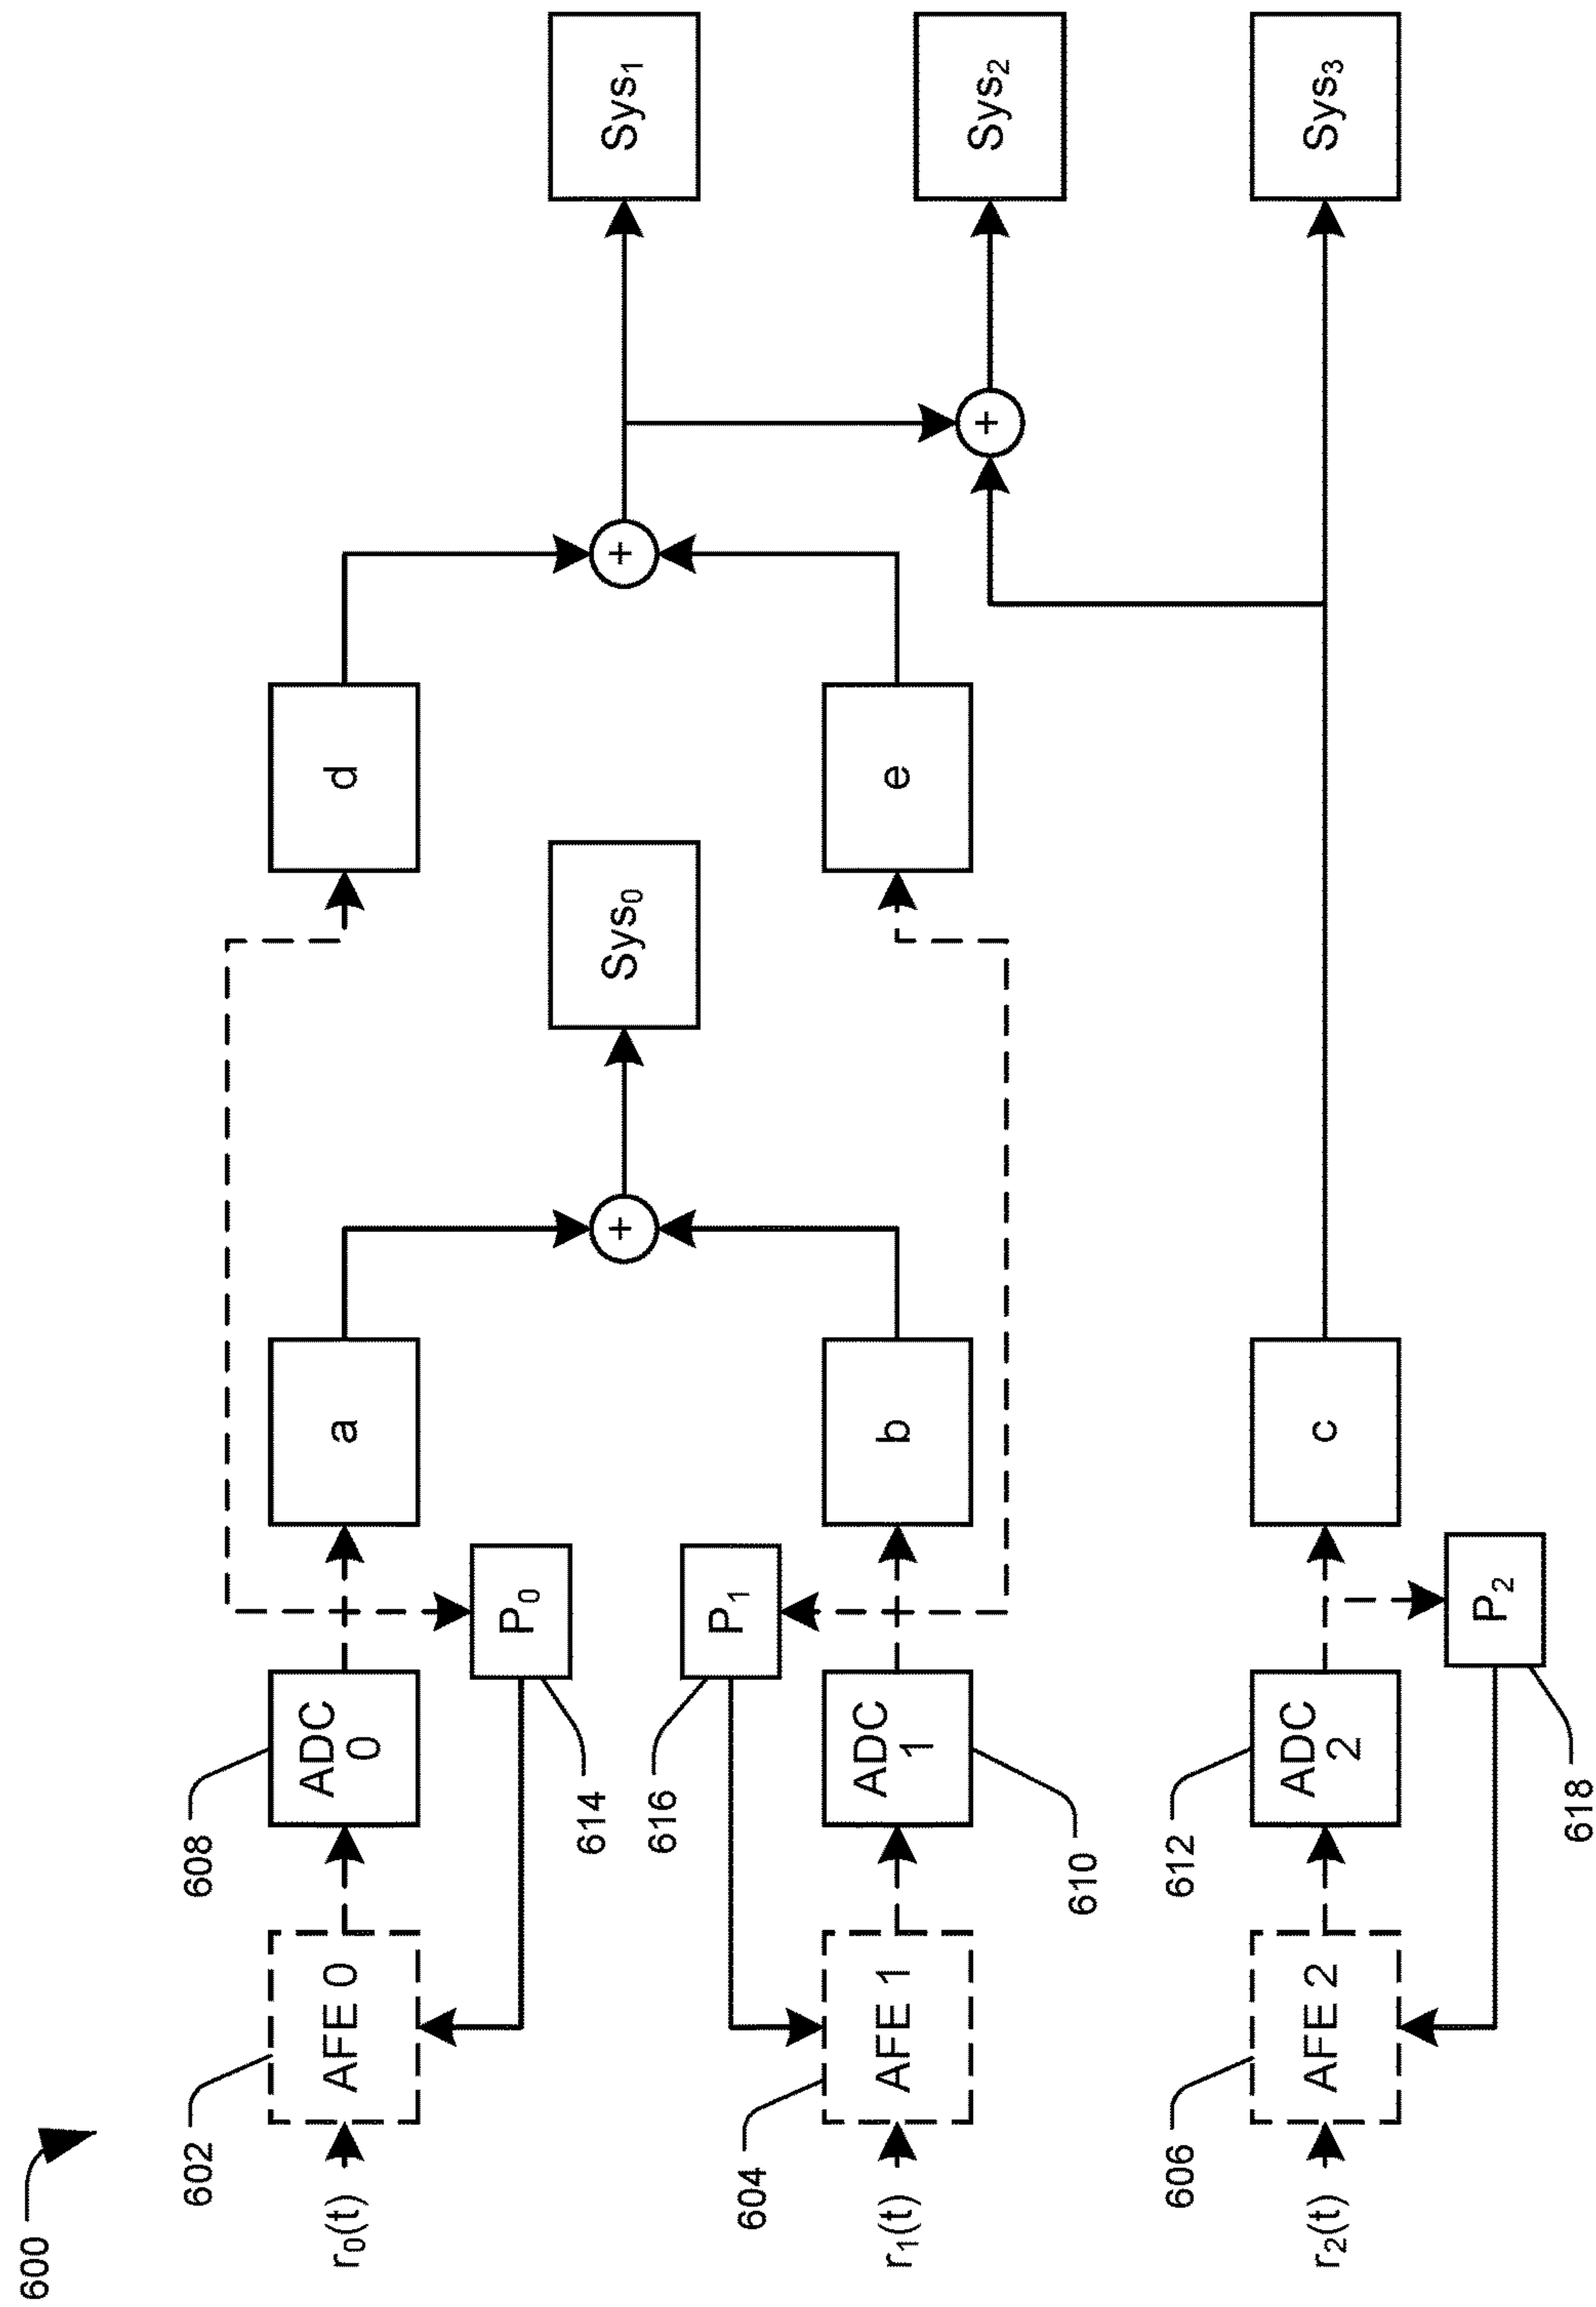 600
602
r₀(t)
AFE 0
608
ADC
0
614
P₀
a
d
+
Sys₀
+
Sys₁
616
P₁
604
r₁(t)
AFE 1
610
ADC
1
b
e
+
Sys₂
606
r₂(t)
AFE 2
612
ADC
2
618
P₂
c
Sys₃